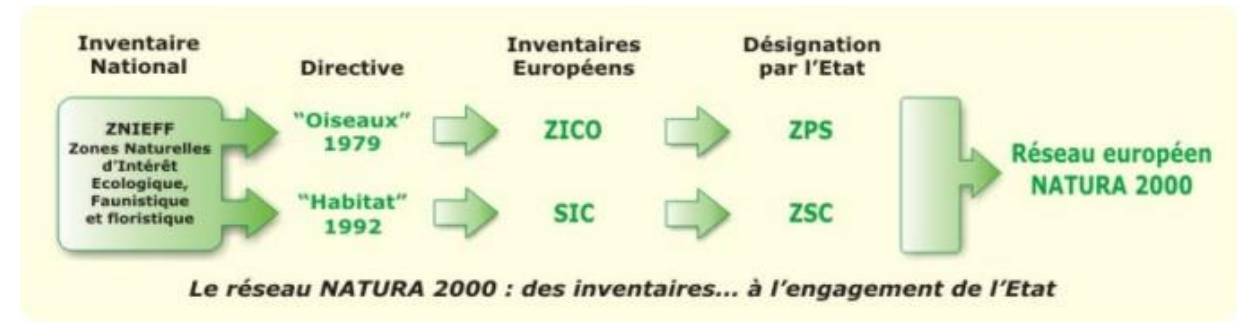 Inventaire
National
Directive
Inventaires
Européens
Désignation
par l'Etat
ZNIEFF
Zones Naturelles
d'Intérêt
Ecologique,
Faunistique
et floristique
"Oiseaux"
1979
ZICO
ZPS
"Habitat"
1992
SIC
ZSC
Réseau européen
NATURA 2000
Le réseau NATURA 2000 : des inventaires... à l'engagement de l'Etat